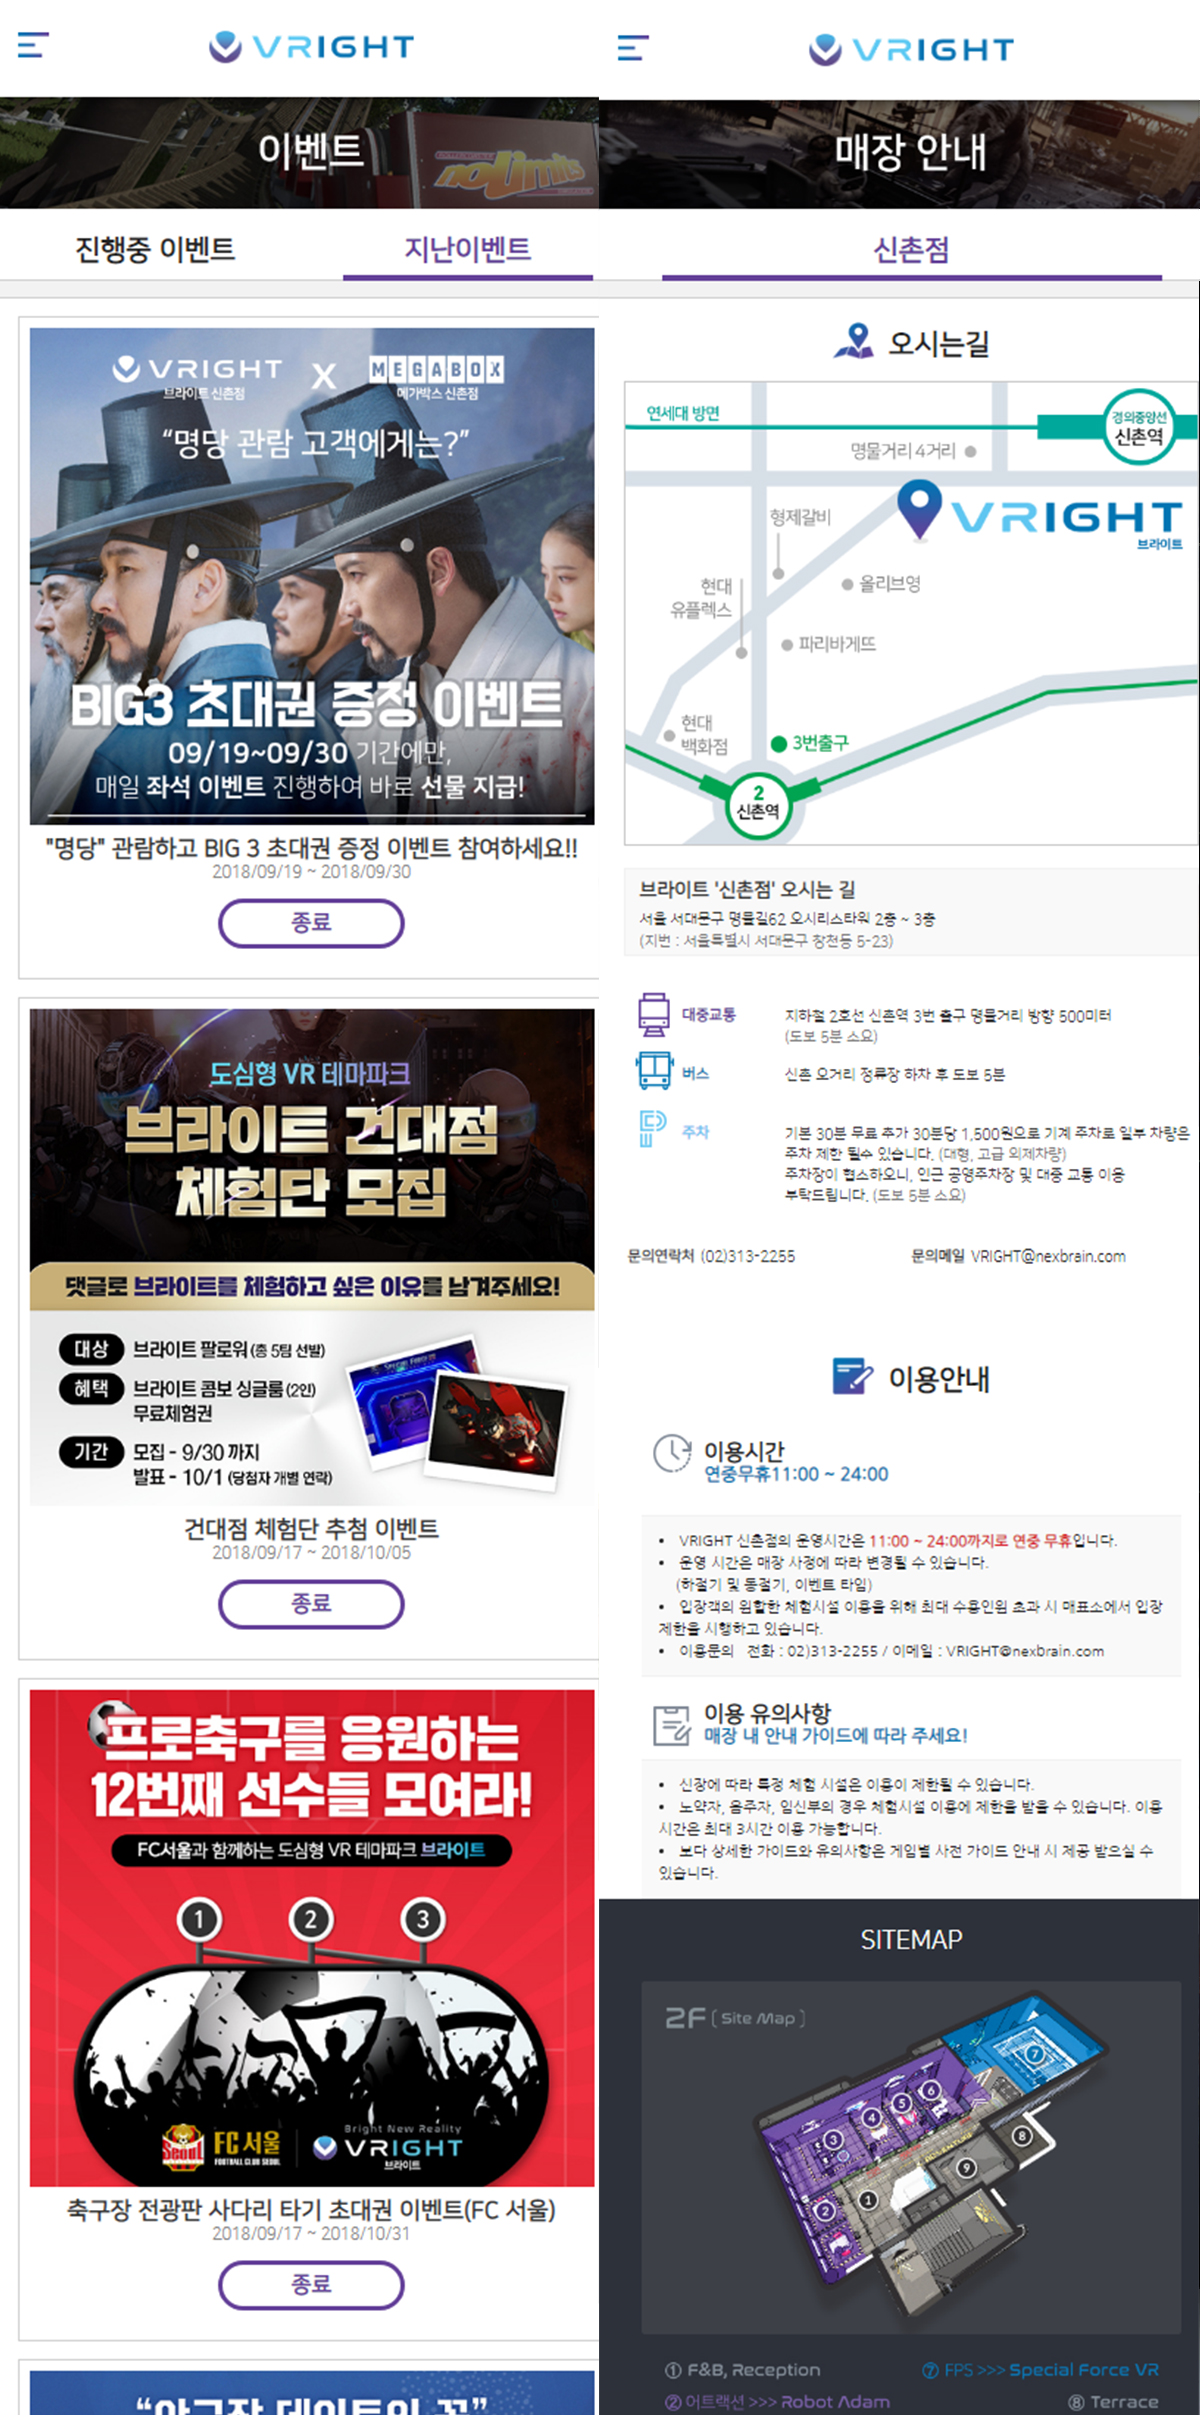 VRIGHT
이벤트
noLimits
진행중 이벤트
지난이벤트
VRIGHT
브라이트 신촌점
X
MEGABOX
메가박스 신촌점
“명당 관람 고객에게는?”
BIG3 초대권 증정 이벤트
09/19~09/30 기간에만,
매일 좌석 이벤트 진행하여 바로 선물 지급!
"명당" 관람하고 BIG 3 초대권 증정 이벤트 참여하세요!!
2018/09/19 ~ 2018/09/30
종료
도심형 VR 테마파크
브라이트 건대점
체험단 모집
댓글로 브라이트를 체험하고 싶은 이유를 남겨주세요!
대상 브라이트 팔로워 (총 5팀 선발)
혜택 브라이트 콤보 싱글룸 (2인)
무료체험권
기간 모집 - 9/30 까지
발표 - 10/1 (당첨자 개별 연락)
건대점 체험단 추첨 이벤트
2018/09/17 ~ 2018/10/05
종료
프로축구를 응원하는
12번째 선수들 모여라!
FC서울과 함께하는 도심형 VR 테마파크 브라이트
1 2 3
Seoul
FC 서울
FOOTBALL CLUB SEOUL
Bright New Reality
VRIGHT
브라이트
축구장 전광판 사다리 타기 초대권 이벤트(FC 서울)
2018/09/17 ~ 2018/10/31
종료
VRIGHT
매장 안내
신촌점
오시는길
연세대 방면
경의중앙선
신촌역
명물거리 4거리
VRIGHT
브라이트
형제갈비
현대
유플렉스
올리브영
파리바게뜨
현대
백화점
3번출구
2
신촌역
브라이트 '신촌점' 오시는 길
서울 서대문구 명물길62 오시리스타워 2층 ~ 3층
(지번 : 서울특별시 서대문구 창천동 5-23)
대중교통 지하철 2호선 신촌역 3번 출구 명물거리 방향 500미터
(도보 5분 소요)
버스 신촌 오거리 정류장 하차 후 도보 5분
주차 기본 30분 무료 추가 30분당 1,500원으로 기계 주차로 일부 차량은
주차 제한 될수 있습니다. (대형, 고급 외제차량)
주차장이 협소하오니, 인근 공영주차장 및 대중 교통 이용
부탁드립니다. (도보 5분 소요)
문의연락처 (02)313-2255
문의메일 VRIGHT@nexbrain.com
이용안내
이용시간
연중무휴11:00 ~ 24:00
• VRIGHT 신촌점의 운영시간은 11:00 ~ 24:00까지로 연중 무휴입니다.
• 운영 시간은 매장 사정에 따라 변경될 수 있습니다.
(하절기 및 동절기, 이벤트 타임)
• 입장객의 원활한 체험시설 이용을 위해 최대 수용인원 초과 시 매표소에서 입장
제한을 시행하고 있습니다.
• 이용문의 전화 : 02)313-2255 / 이메일 : VRIGHT@nexbrain.com
이용 유의사항
매장 내 안내 가이드에 따라 주세요!
• 신장에 따라 특정 체험 시설은 이용이 제한될 수 있습니다.
• 노약자, 음주자, 임신부의 경우 체험시설 이용에 제한을 받을 수 있습니다. 이용
시간은 최대 3시간 이용 가능합니다.
• 보다 상세한 가이드와 유의사항은 게임별 사전 가이드 안내 시 제공 받으실 수
있습니다.
SITEMAP
2F [ Site Map ]
7
6
5
4
3
8
9
1
2
① F&B, Reception
⑦ FPS >>> Special Force VR
② 어트랙션 >>> Robot Adam
⑧ Terrace